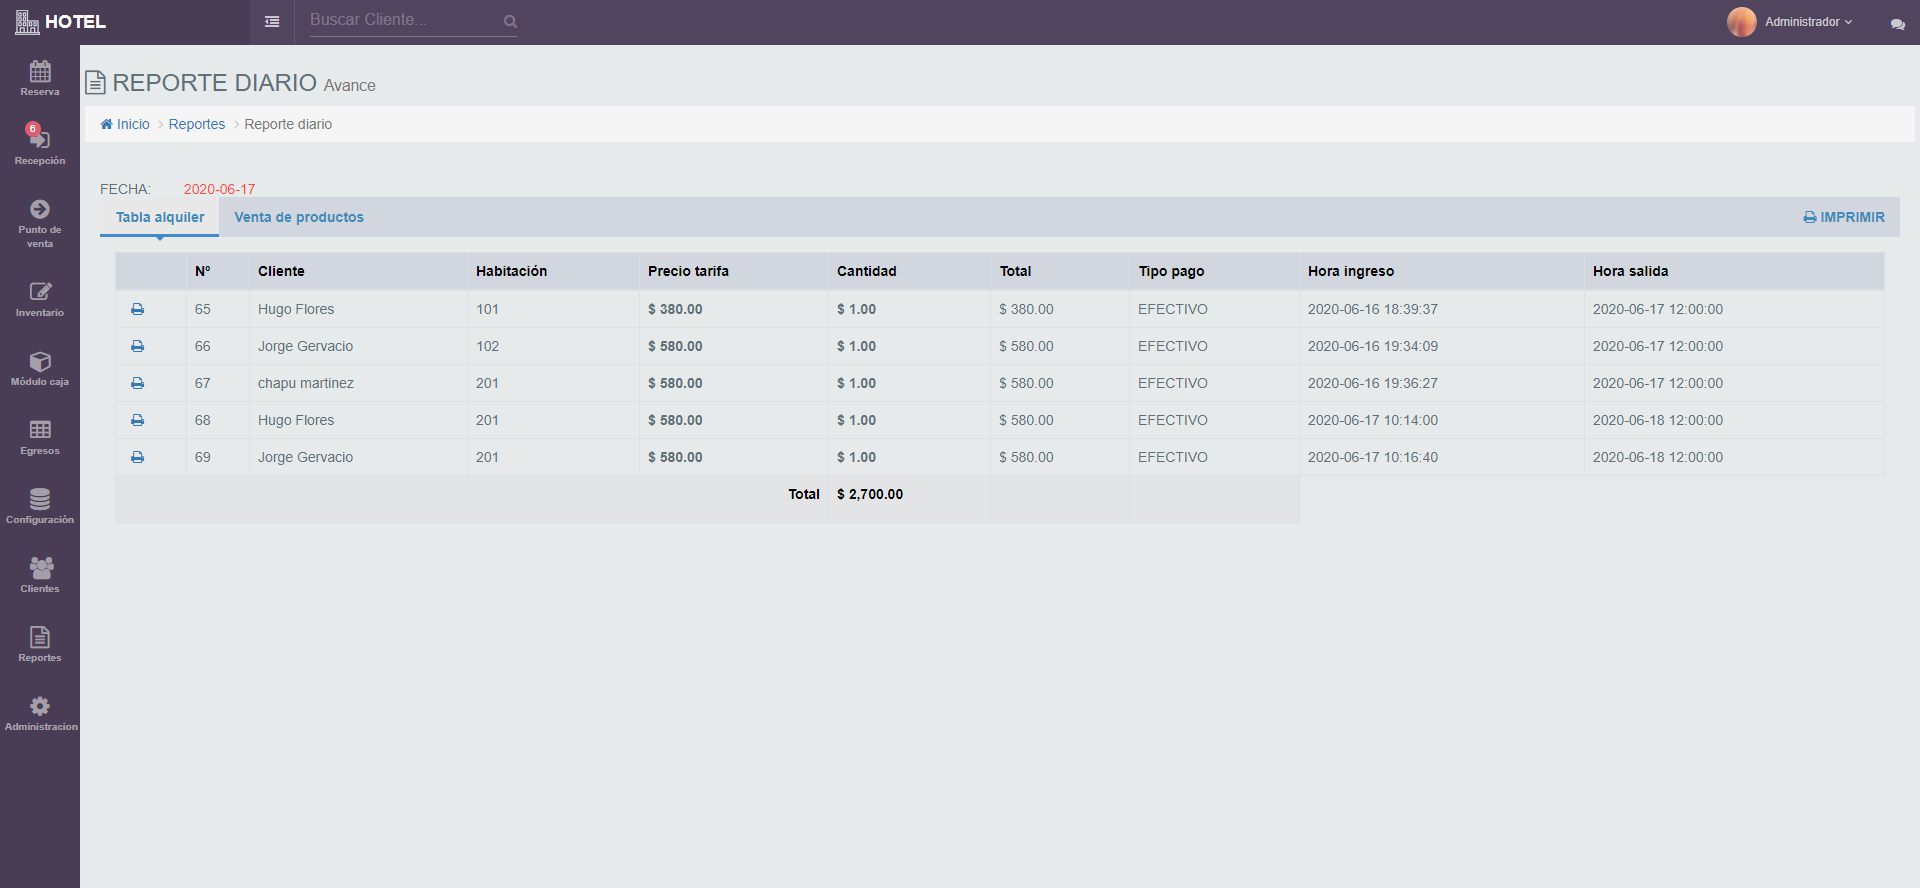 HOTEL
Buscar Cliente...
Administrador
Reserva
6
Recepción
Punto de
venta
Inventario
Módulo caja
Egresos
Configuración
Clientes
Reportes
Administracion
REPORTE DIARIO Avance
Inicio > Reportes > Reporte diario
FECHA: 2020-06-17
Tabla alquiler Venta de productos IMPRIMIR
Nº Cliente Habitación Precio tarifa Cantidad Total Tipo pago Hora ingreso Hora salida
65 Hugo Flores 101 $ 380.00 $ 1.00 $ 380.00 EFECTIVO 2020-06-16 18:39:37 2020-06-17 12:00:00
66 Jorge Gervacio 102 $ 580.00 $ 1.00 $ 580.00 EFECTIVO 2020-06-16 19:34:09 2020-06-17 12:00:00
67 chapu martinez 201 $ 580.00 $ 1.00 $ 580.00 EFECTIVO 2020-06-16 19:36:27 2020-06-17 12:00:00
68 Hugo Flores 201 $ 580.00 $ 1.00 $ 580.00 EFECTIVO 2020-06-17 10:14:00 2020-06-18 12:00:00
69 Jorge Gervacio 201 $ 580.00 $ 1.00 $ 580.00 EFECTIVO 2020-06-17 10:16:40 2020-06-18 12:00:00
Total $ 2,700.00